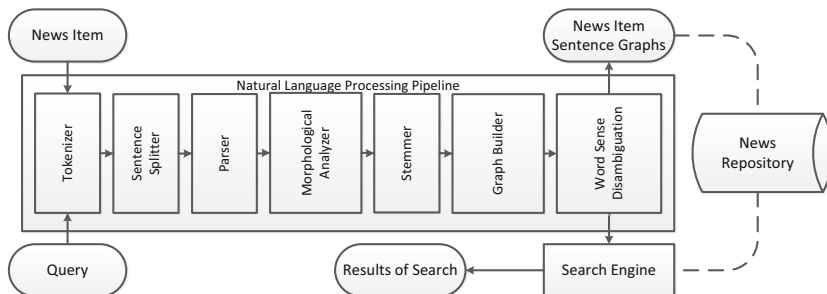 News Item
News Item
Sentence Graphs
Natural Language Processing Pipeline
Tokenizer
Sentence
Splitter
Parser
Morphological
Analyzer
Stemmer
Graph Builder
Word Sense
Disambiguation
News
Repository
Query
Results of Search
Search Engine